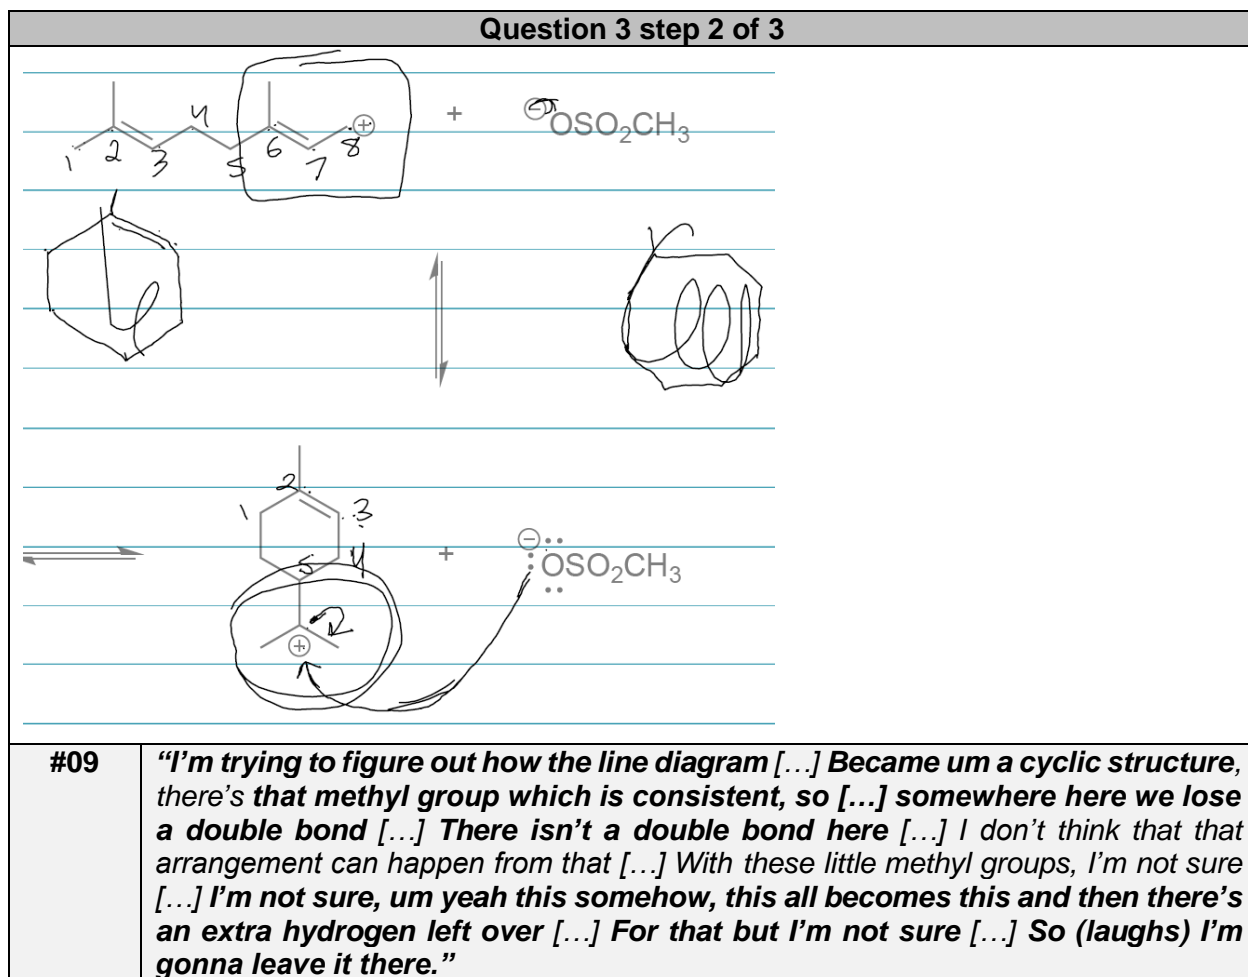 Question 3 step 2 of 3
⊕ + ⊖OSO₂CH₃
1 2 3 4 5 6 7 8
2
1 3
5 4
+ ⊖
:OSO₂CH₃
⊕
#09 “I’m trying to figure out how the line diagram […] Became um a cyclic structure,
there’s that methyl group which is consistent, so […] somewhere here we lose
a double bond […] There isn’t a double bond here […] I don’t think that that
arrangement can happen from that […] With these little methyl groups, I’m not sure
[…] I’m not sure, um yeah this somehow, this all becomes this and then there’s
an extra hydrogen left over […] For that but I’m not sure […] So (laughs) I’m
gonna leave it there.”